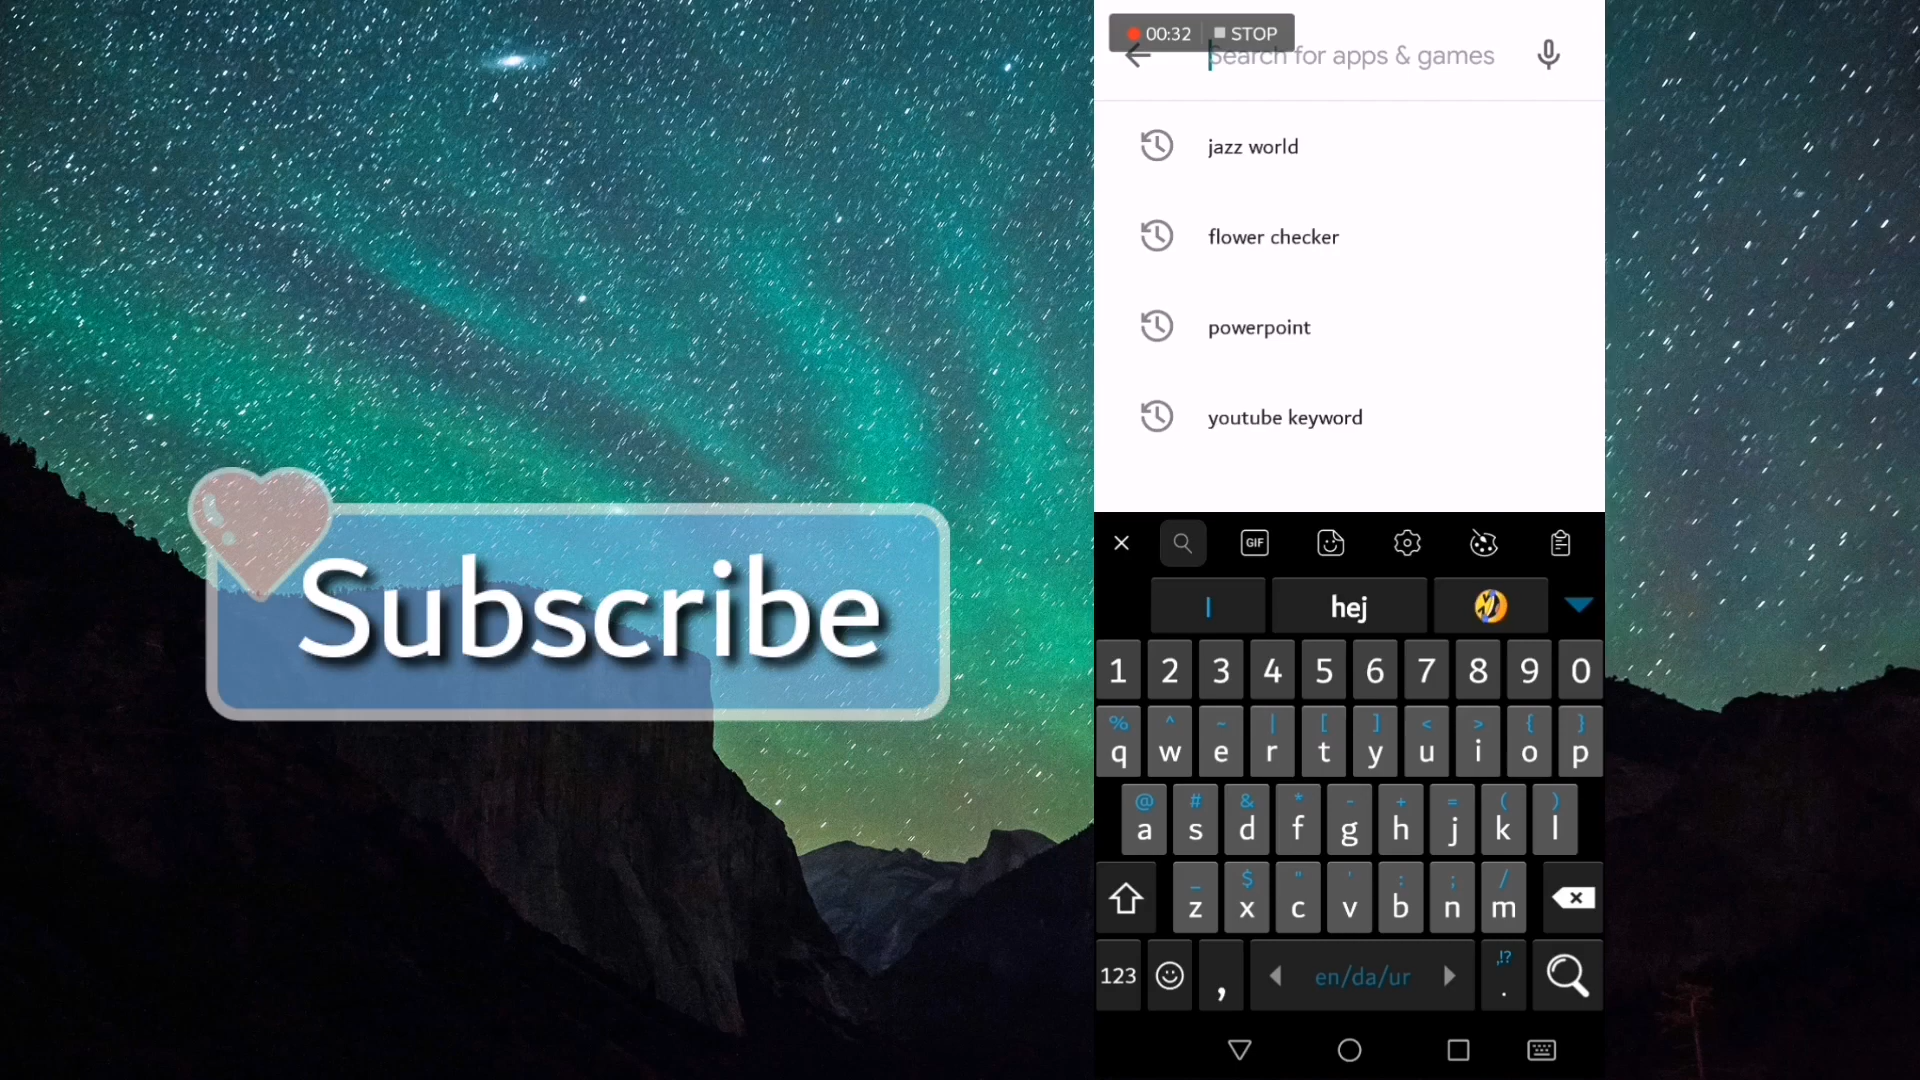 Subscribe
00:32 STOP
Search for apps & games
jazz world
flower checker
powerpoint
youtube keyword
GIF
I hej
1 2 3 4 5 6 7 8 9 0
% ^ ~ | [ ] < > { }
q w e r t y u i o p
@ # & * - + = ( )
a s d f g h j k l
_ $ " ' : ; /
z x c v b n m
,!?
123 , en/da/ur .